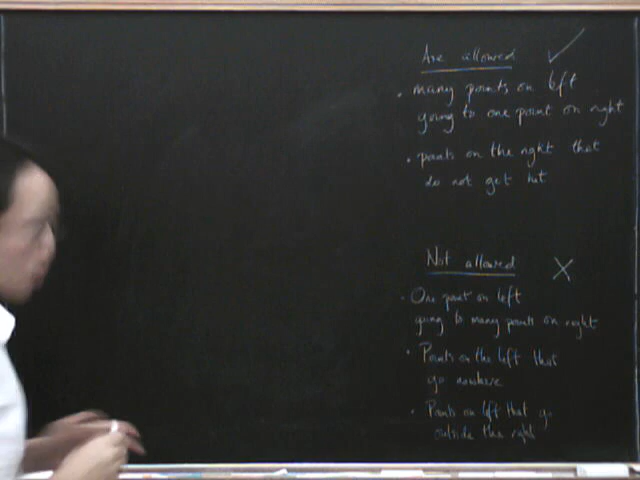 Are allowed ✓
• many points on left
going to one point on right
• points on the right that
do not get hit
Not allowed ✗
• One point on left
going to many points on right
• Points on the left that
go nowhere
• Points on left that go
outside the right